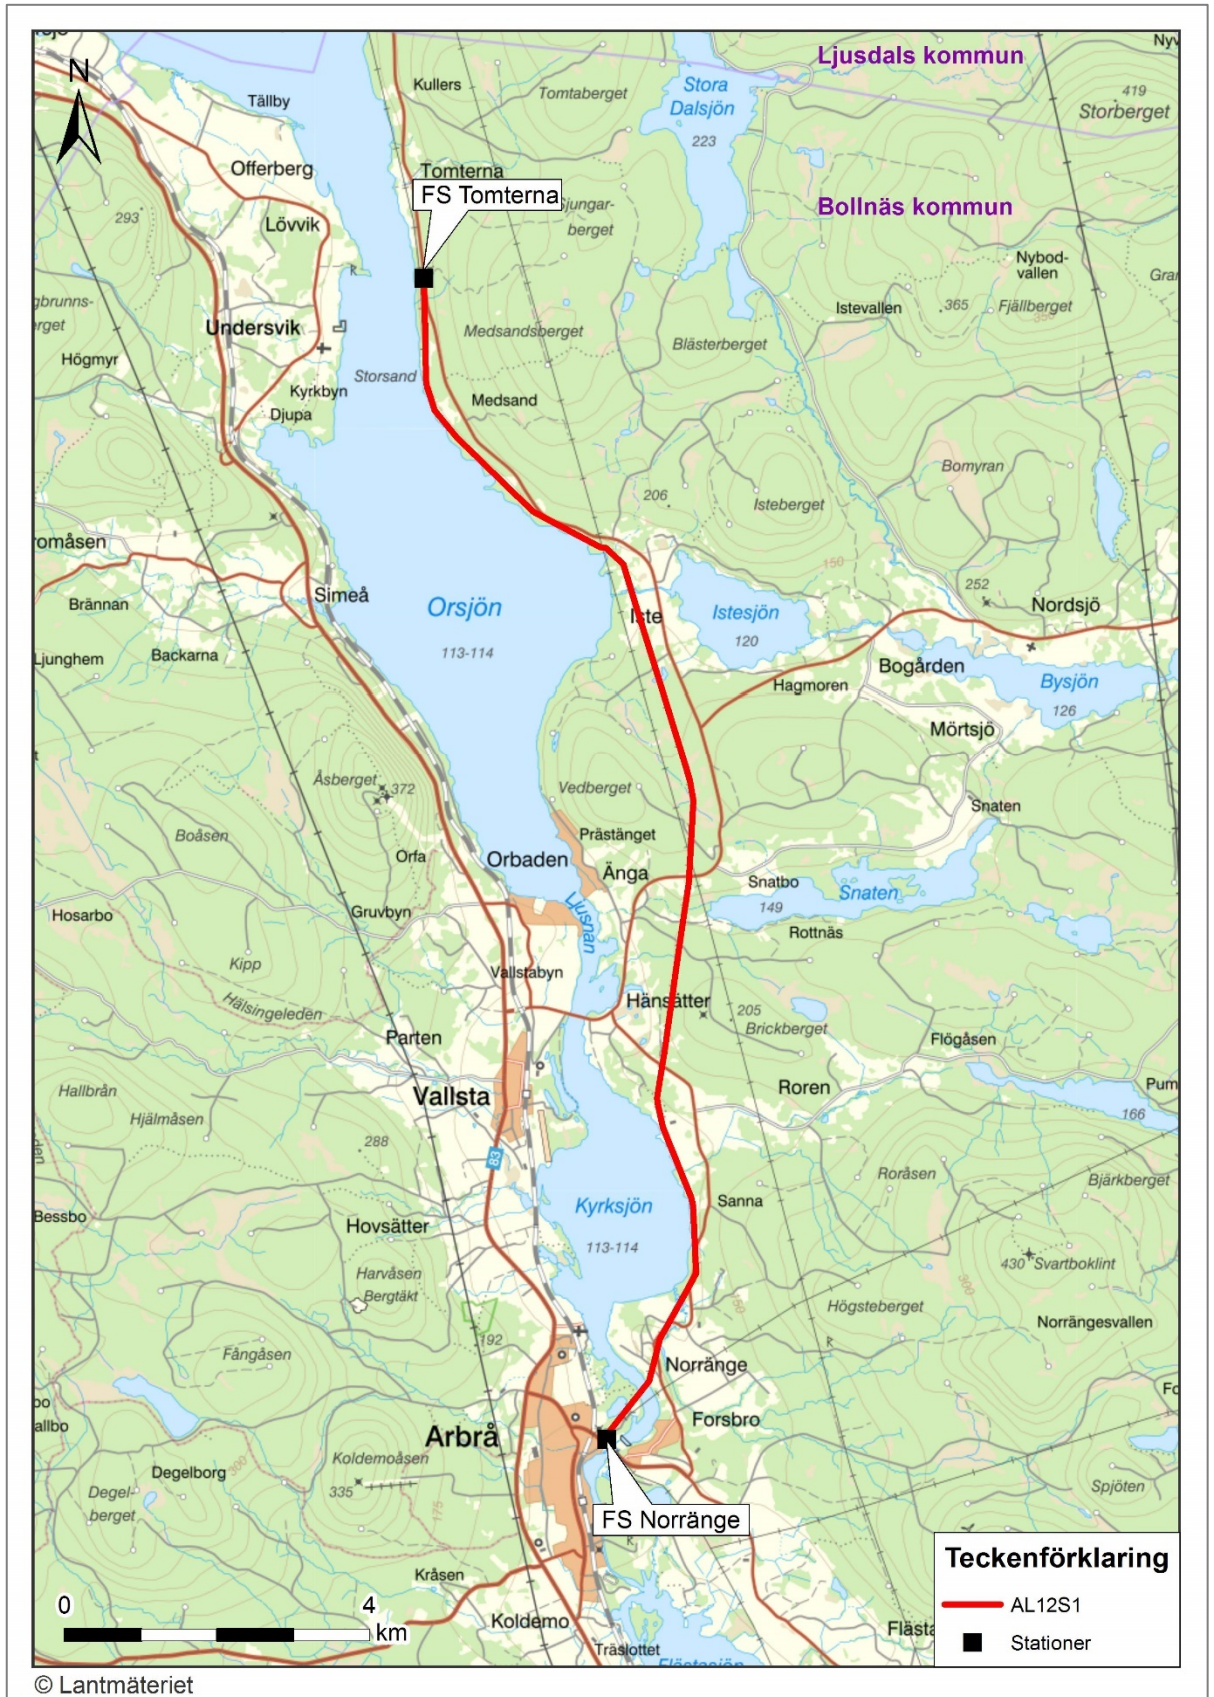 Ljusdals kommun
N
Kullers
Tomtaberget
Stora
Dalsjön
223
419
Storberget
Tällby
Offerberg
Tomterna
FS Tomterna
Bollnäs kommun
293
Lövvik
berget
Nybod-
vallen
Undersvik
Istevallen
365
Fjällberget
Högmyr
Medsandsberget
Blästerberget
Storsand
Kyrkbyn
Djupa
Medsand
Bomyran
206
Isteberget
150
252
Simeå
Brännan
Orsjön
Iste
Istesjön
120
Nordsjö
Ljunghem
Backarna
113-114
Bogården
Hagmoren
Bysjön
126
Mörtsjö
Åsberget
372
Vedberget
Snaten
Boåsen
Prästänget
Orfa
Orbaden
Änga
Snatbo
Snaten
149
Hosarbo
Gruvbyn
Ljusnan
Rottnäs
Kipp
Vallstabyn
Hälsingeleden
Hänsätter
205
Brickberget
Parten
Flögåsen
Hallbrån
Vallsta
Roren
Hjälmåsen
166
288
83
Roråsen
Bjärkberget
Bessbo
Hovsätter
Kyrksjön
Sanna
113-114
Harvåsen
Bergtäkt
430
Svartboklint
150
300
Högsteberget
Norrängesvallen
192
Fångåsen
Norränge
Forsbro
Arbrå
Koldemoåsen
Degelborg
300
335
175
Degel-
berget
Spjöten
FS Norränge
Kråsen
Koldemo
Träslottet
0 4
km
Teckenförklaring
AL12S1
Stationer
© Lantmäteriet